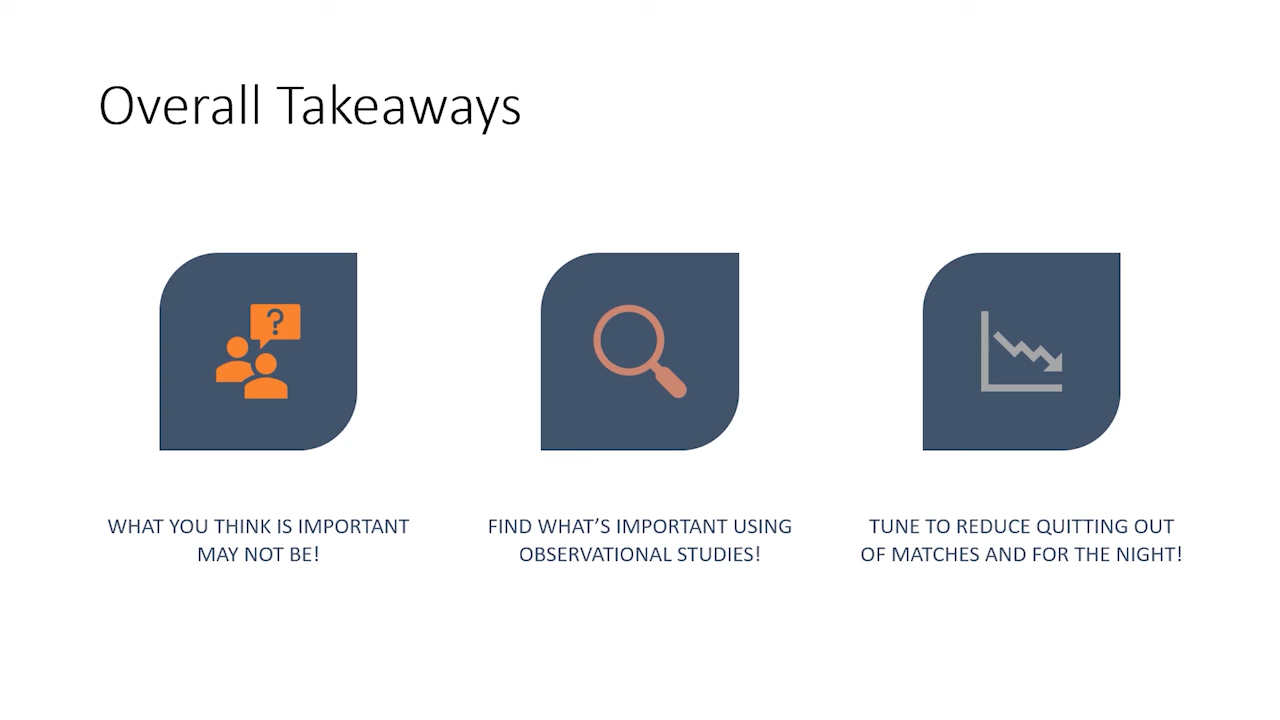 Overall Takeaways
?
WHAT YOU THINK IS IMPORTANT
MAY NOT BE!
FIND WHAT’S IMPORTANT USING
OBSERVATIONAL STUDIES!
TUNE TO REDUCE QUITTING OUT
OF MATCHES AND FOR THE NIGHT!